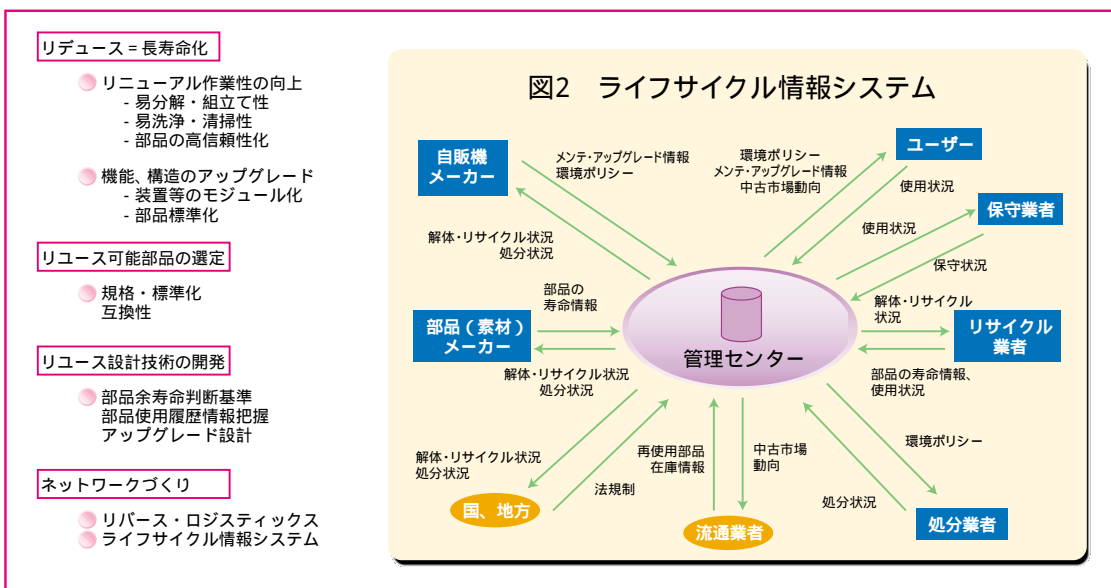 リデュース = 長寿命化
リニューアル作業性の向上
- 易分解・組立て性
- 易洗浄・清掃性
- 部品の高信頼性化
機能、構造のアップグレード
- 装置等のモジュール化
- 部品標準化
リユース可能部品の選定
規格・標準化
互換性
リユース設計技術の開発
部品余寿命判断基準
部品使用履歴情報把握
アップグレード設計
ネットワークづくり
リバース・ロジスティックス
ライフサイクル情報システム
図2 ライフサイクル情報システム
自販機
メーカー
メンテ・アップグレード情報
環境ポリシー
解体・リサイクル状況
処分状況
環境ポリシー
メンテ・アップグレード情報
中古市場動向
ユーザー
使用状況
保守業者
使用状況
保守状況
部品（素材）
メーカー
部品の
寿命情報
解体・リサイクル状況
処分状況
管理センター
解体・リサイクル
状況
リサイクル
業者
部品の寿命情報、
使用状況
解体・リサイクル状況
処分状況
国、地方
法規制
再使用部品
在庫情報
中古市場
動向
流通業者
環境ポリシー
処分状況
処分業者